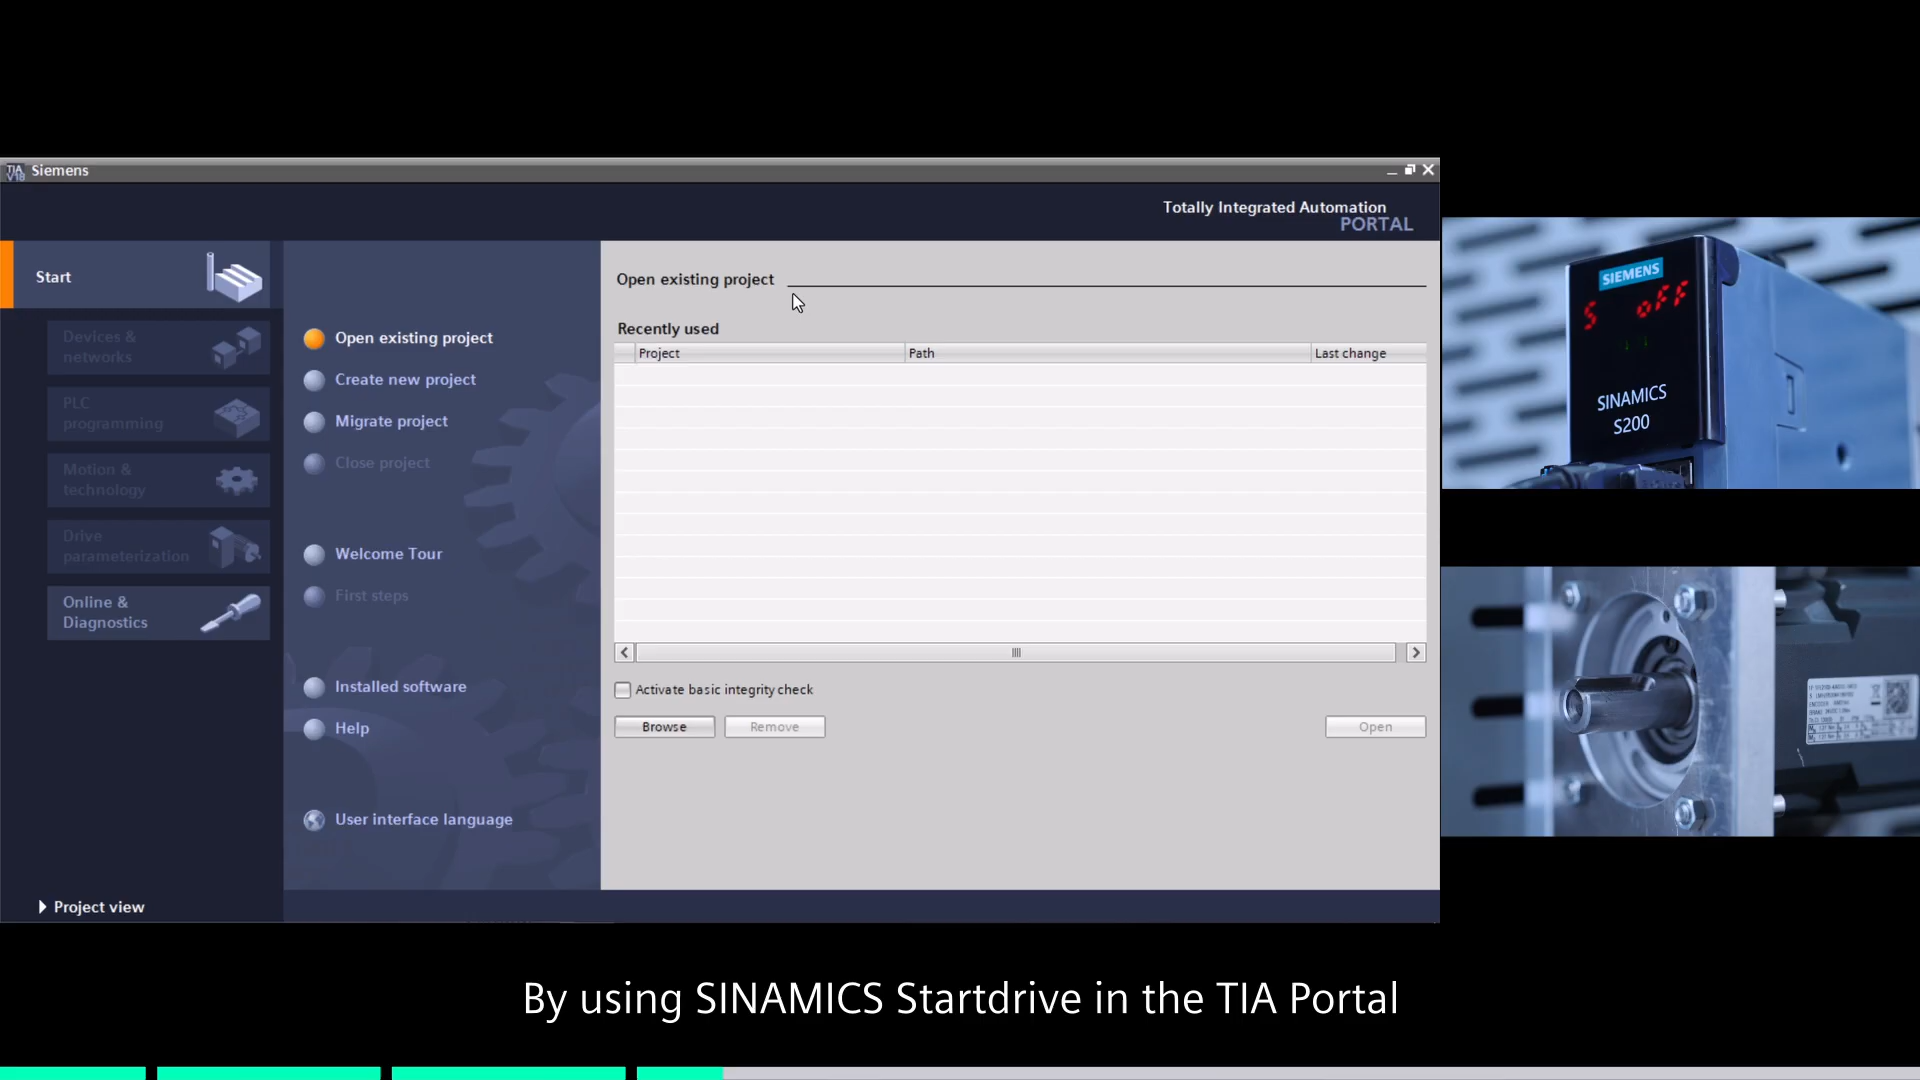 TIA
V18
Siemens
Totally Integrated Automation
PORTAL
Start
Devices &
networks
PLC
programming
Motion &
technology
Drive
parameterization
Online &
Diagnostics
Project view
Open existing project
Create new project
Migrate project
Close project
Welcome Tour
First steps
Installed software
Help
User interface language
Open existing project
Recently used
Project Path Last change
Activate basic integrity check
Browse Remove Open
SIEMENS
S OFF
SINAMICS
S200
By using SINAMICS Startdrive in the TIA Portal